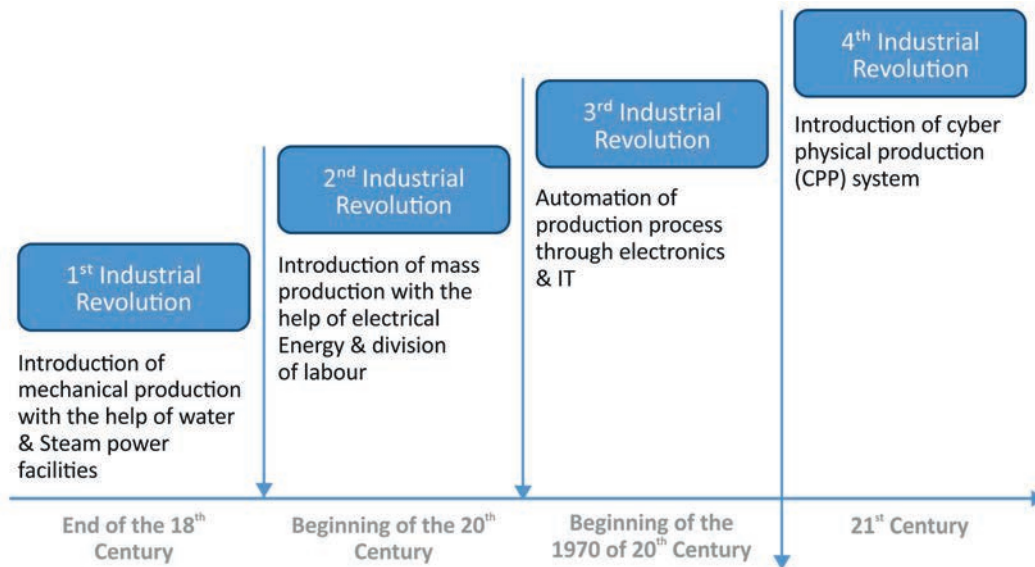 1st Industrial
Revolution
Introduction of
mechanical production
with the help of water
& Steam power
facilities
2nd Industrial
Revolution
Introduction of mass
production with the
help of electrical
Energy & division
of labour
3rd Industrial
Revolution
Automation of
production process
through electronics
& IT
4th Industrial
Revolution
Introduction of cyber
physical production
(CPP) system
End of the 18th
Century
Beginning of the 20th
Century
Beginning of the
1970 of 20th Century
21st Century